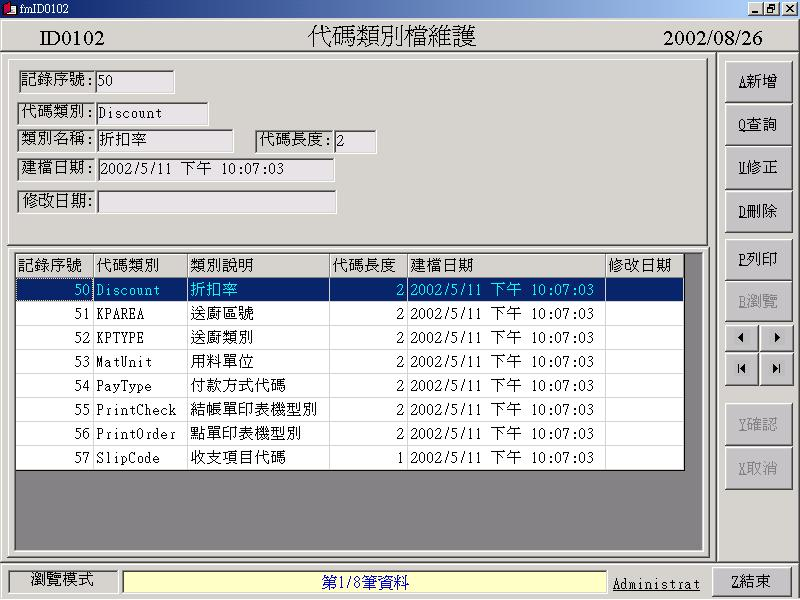 fmID0102
ID0102 代碼類別檔維護 2002/08/26
記錄序號: 50
代碼類別: Discount
類別名稱: 折扣率 代碼長度: 2
建檔日期: 2002/5/11 下午 10:07:03
修改日期:
A新增
Q查詢
U修正
D刪除
P列印
B瀏覽
Y確認
X取消
記錄序號 代碼類別 類別說明 代碼長度 建檔日期 修改日期
50 Discount 折扣率 2 2002/5/11 下午 10:07:03
51 KPAREA 送廚區號 2 2002/5/11 下午 10:07:03
52 KPTYPE 送廚類別 2 2002/5/11 下午 10:07:03
53 MatUnit 用料單位 2 2002/5/11 下午 10:07:03
54 PayType 付款方式代碼 2 2002/5/11 下午 10:07:03
55 PrintCheck 結帳單印表機型別 2 2002/5/11 下午 10:07:03
56 PrintOrder 點單印表機型別 2 2002/5/11 下午 10:07:03
57 SlipCode 收支項目代碼 1 2002/5/11 下午 10:07:03
瀏覽模式 第1/8筆資料 Administrat Z結束